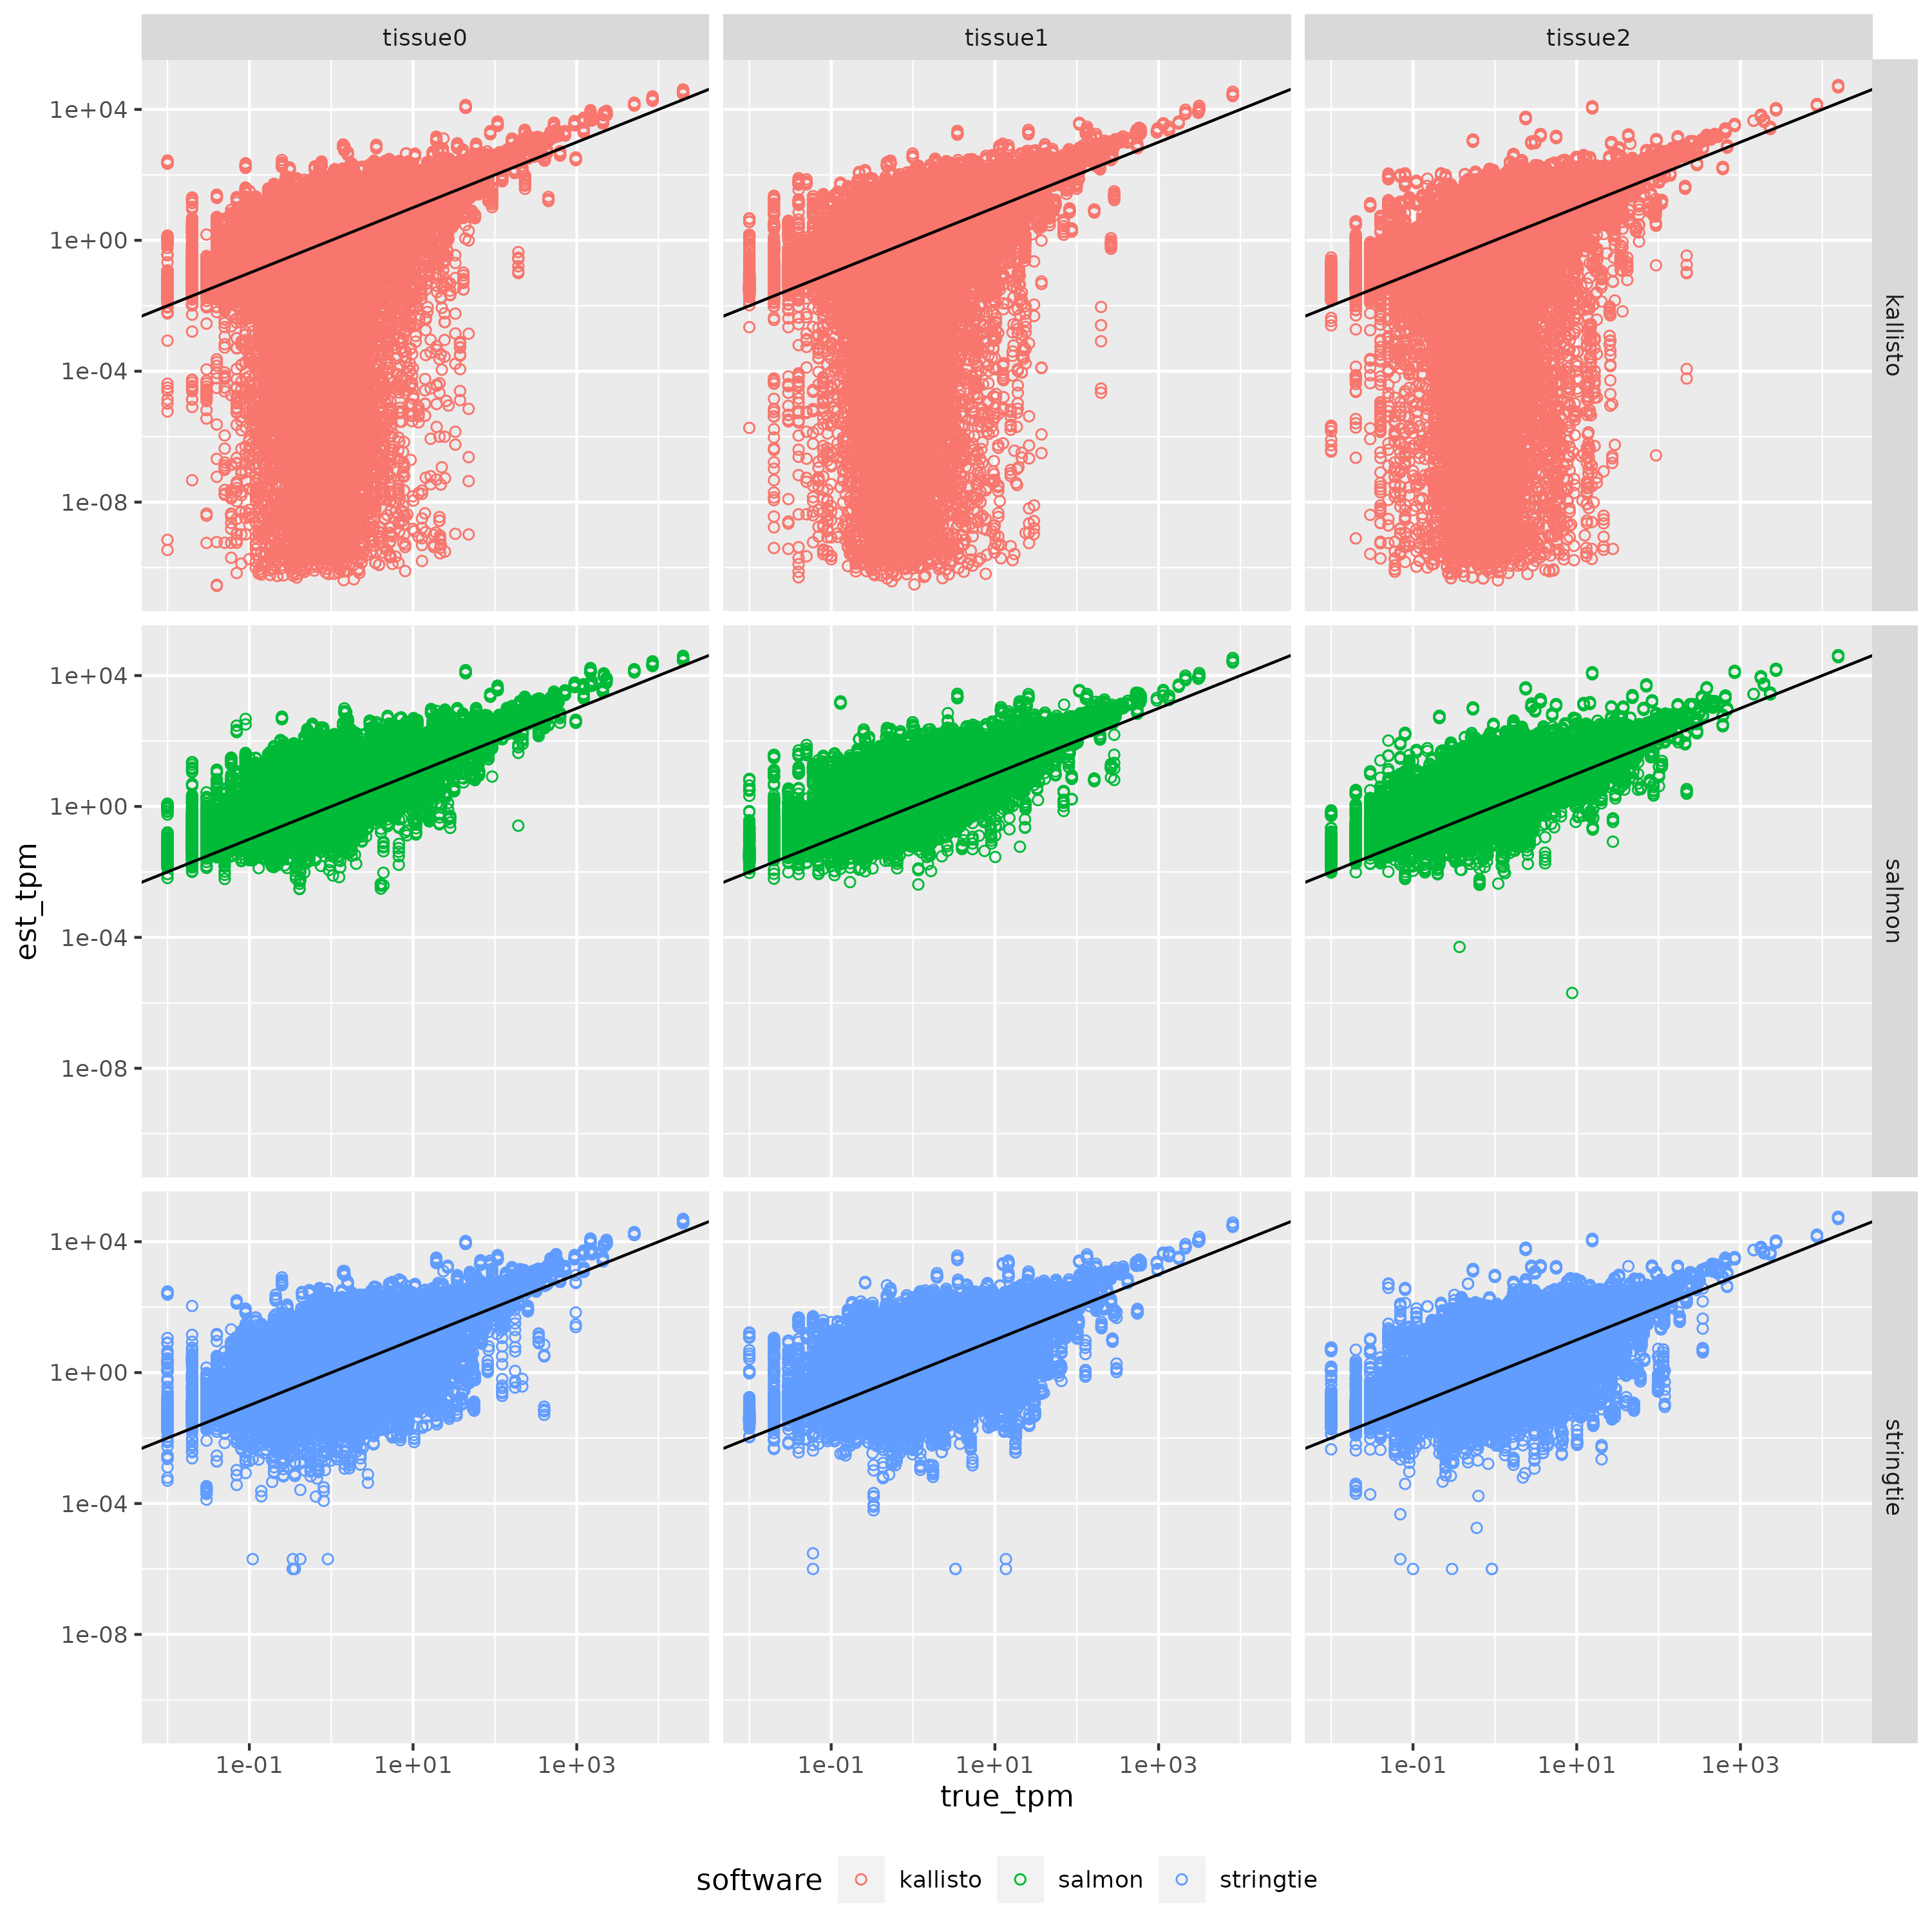 tissue0 tissue1 tissue2
1e+04
1e+00
1e-04
1e-08
kallisto
1e+04
1e+00
1e-04
1e-08
salmon
est_tpm
1e+04
1e+00
1e-04
1e-08
stringtie
1e-01 1e+01 1e+03 1e-01 1e+01 1e+03 1e-01 1e+01 1e+03
true_tpm
software kallisto salmon stringtie